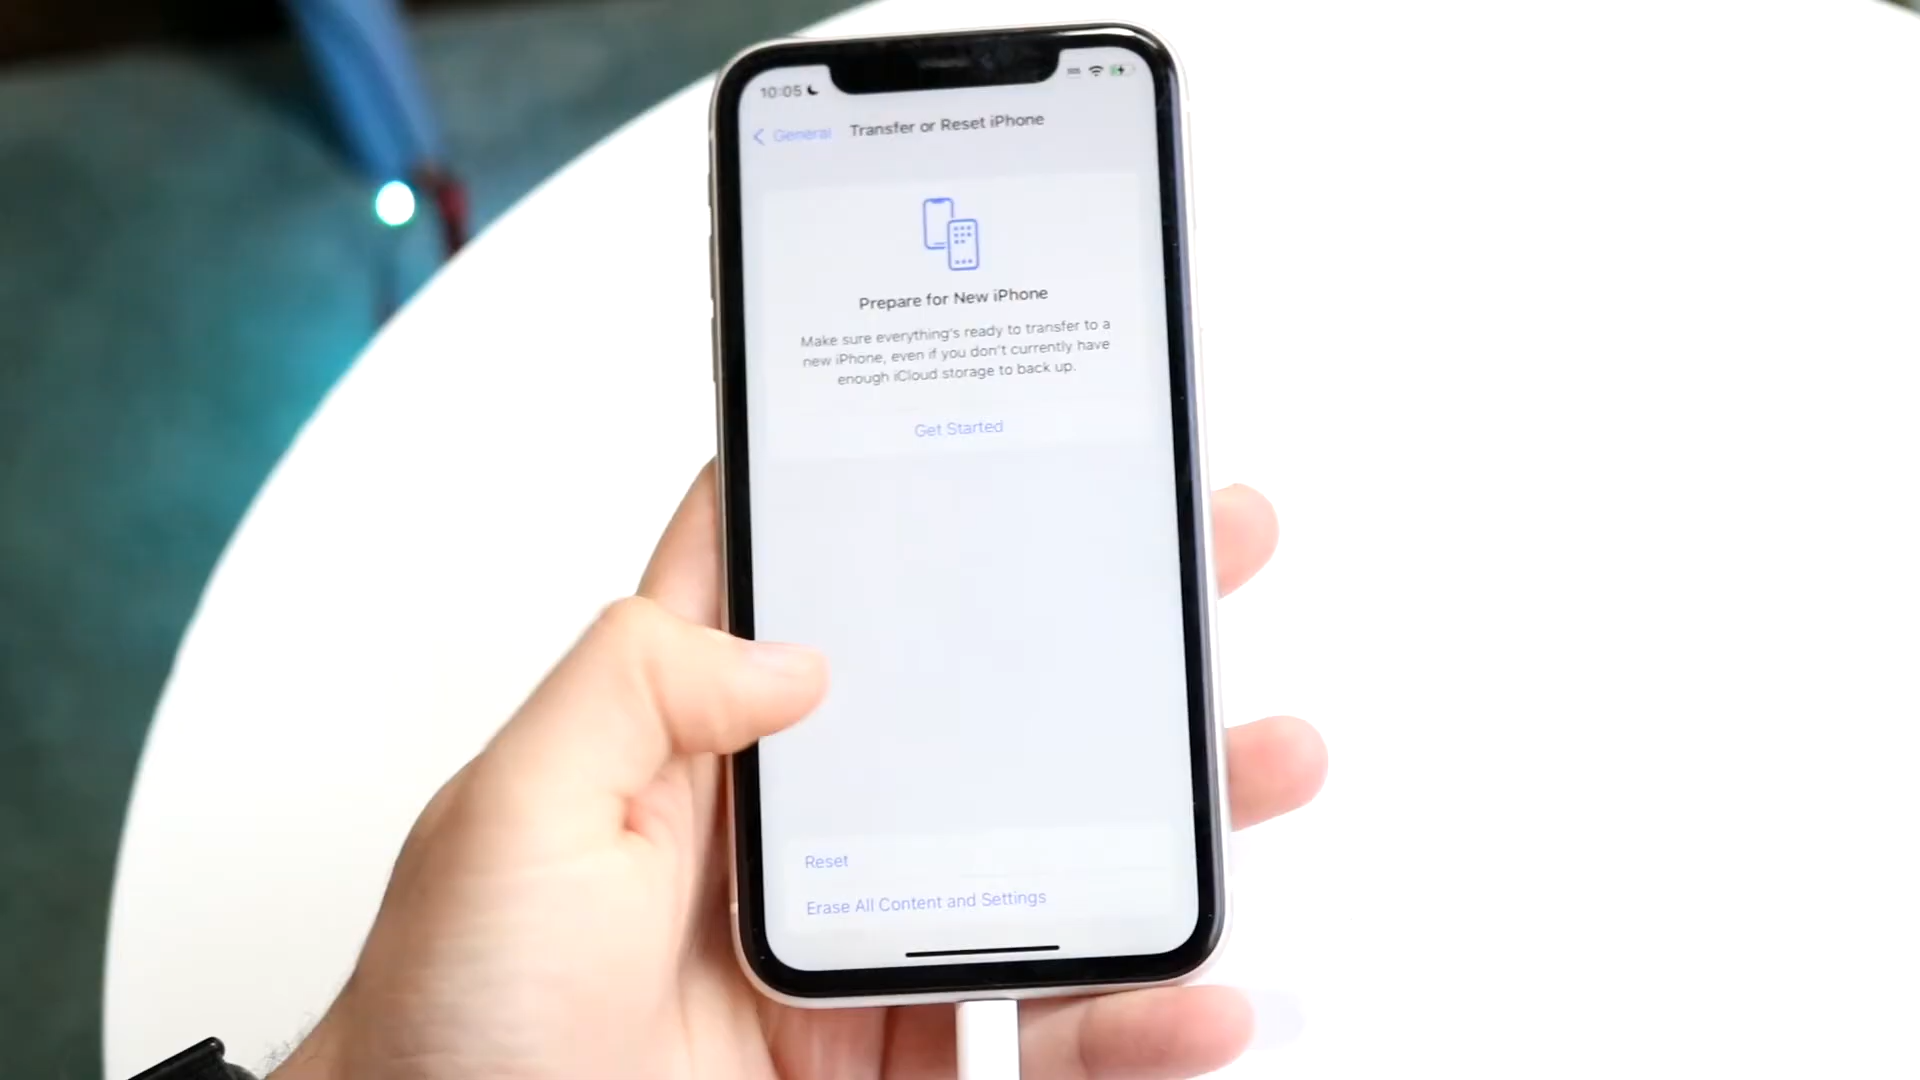 10:05
General
Transfer or Reset iPhone
Prepare for New iPhone
Make sure everything's ready to transfer to a
new iPhone, even if you don't currently have
enough iCloud storage to back up.
Get Started
Reset
Erase All Content and Settings